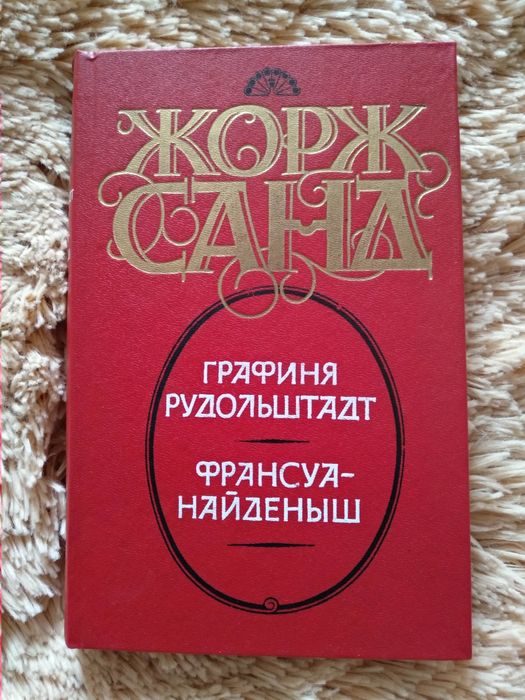 ЖОРЖ
САНД
ГРАФИНЯ
РУДОЛЬШТАДТ
ФРАНСУА-
НАЙДЕНЫШ